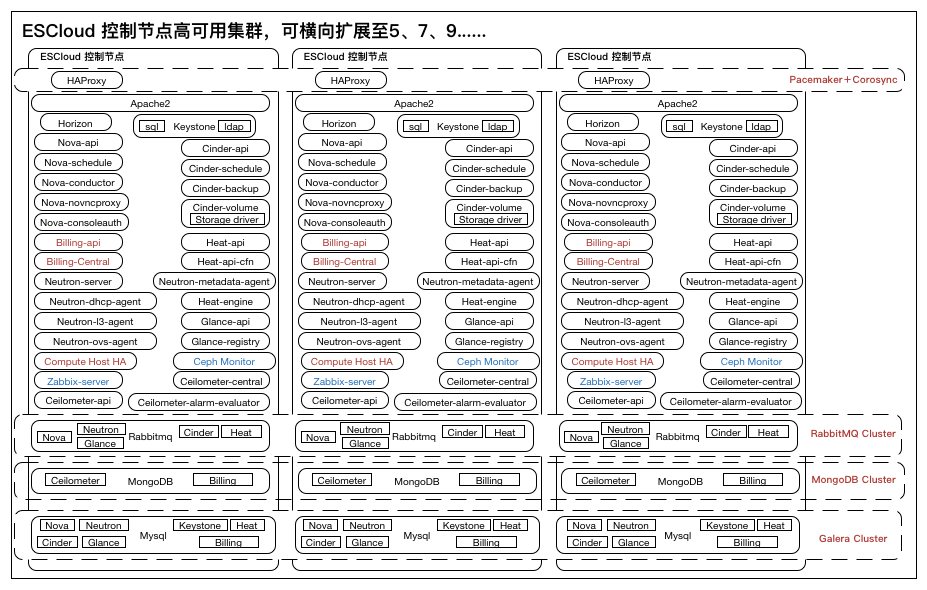 ESCloud 控制节点高可用集群，可横向扩展至5、7、9......
ESCloud 控制节点 ESCloud 控制节点 ESCloud 控制节点
HAProxy HAProxy HAProxy Pacemaker＋Corosync
Apache2 Apache2 Apache2
Horizon sql Keystone ldap Horizon sql Keystone ldap Horizon sql Keystone ldap
Nova-api Cinder-api Nova-api Cinder-api Nova-api Cinder-api
Nova-schedule Cinder-schedule Nova-schedule Cinder-schedule Nova-schedule Cinder-schedule
Nova-conductor Cinder-backup Nova-conductor Cinder-backup Nova-conductor Cinder-backup
Nova-novncproxy Cinder-volume Nova-novncproxy Cinder-volume Nova-novncproxy Cinder-volume
Nova-consoleauth Storage driver Nova-consoleauth Storage driver Nova-consoleauth Storage driver
Billing-api Heat-api Billing-api Heat-api Billing-api Heat-api
Billing-Central Heat-api-cfn Billing-Central Heat-api-cfn Billing-Central Heat-api-cfn
Neutron-server Neutron-metadata-agent Neutron-server Neutron-metadata-agent Neutron-server Neutron-metadata-agent
Neutron-dhcp-agent Heat-engine Neutron-dhcp-agent Heat-engine Neutron-dhcp-agent Heat-engine
Neutron-l3-agent Glance-api Neutron-l3-agent Glance-api Neutron-l3-agent Glance-api
Neutron-ovs-agent Glance-registry Neutron-ovs-agent Glance-registry Neutron-ovs-agent Glance-registry
Compute Host HA Ceph Monitor Compute Host HA Ceph Monitor Compute Host HA Ceph Monitor
Zabbix-server Ceilometer-central Zabbix-server Ceilometer-central Zabbix-server Ceilometer-central
Ceilometer-api Ceilometer-alarm-evaluator Ceilometer-api Ceilometer-alarm-evaluator Ceilometer-api Ceilometer-alarm-evaluator
Neutron Cinder Heat Neutron Cinder Heat Neutron Cinder Heat RabbitMQ Cluster
Nova Rabbitmq Nova Rabbitmq Nova Rabbitmq
Glance Glance Glance
Ceilometer MongoDB Billing Ceilometer MongoDB Billing Ceilometer MongoDB Billing MongoDB Cluster
Nova Neutron Keystone Heat Nova Neutron Keystone Heat Nova Neutron Keystone Heat
Mysql Mysql Mysql Galera Cluster
Cinder Glance Billing Cinder Glance Billing Cinder Glance Billing